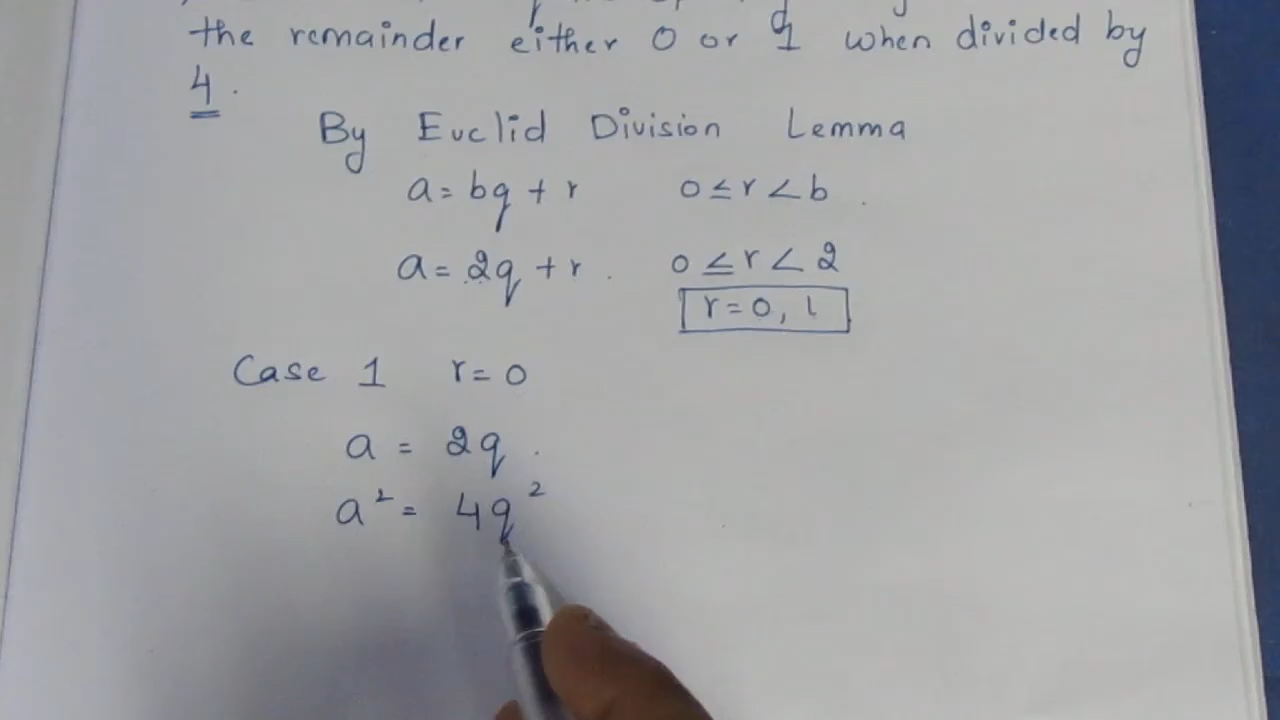 the remainder either 0 or 1 when divided by
4.
By Euclid Division Lemma
a = bq + r 0 ≤ r < b
a = 2q + r. 0 ≤ r < 2
r = 0, 1
Case 1 r = 0
a = 2q.
a² = 4q²